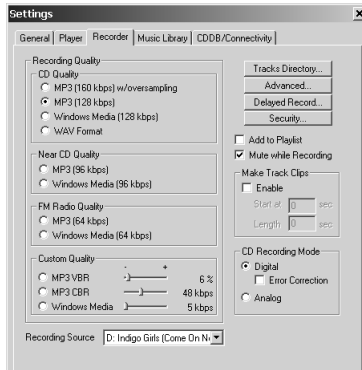 Settings
General Player Recorder Music Library CDDB/Connectivity
Recording Quality
CD Quality
MP3 (160 kbps) w/oversampling
MP3 (128 kbps)
Windows Media (128 kbps)
WAV Format
Near CD Quality
MP3 (96 kbps)
Windows Media (96 kbps)
FM Radio Quality
MP3 (64 kbps)
Windows Media (64 kbps)
Custom Quality
- +
MP3 VBR 6 %
MP3 CBR 48 kbps
Windows Media 5 kbps
Recording Source D: Indigo Girls (Come On N
Tracks Directory...
Advanced...
Delayed Record...
Security...
Add to Playlist
Mute while Recording
Make Track Clips
Enable
Start at 0 sec
Length 0 sec
CD Recording Mode
Digital
Error Correction
Analog